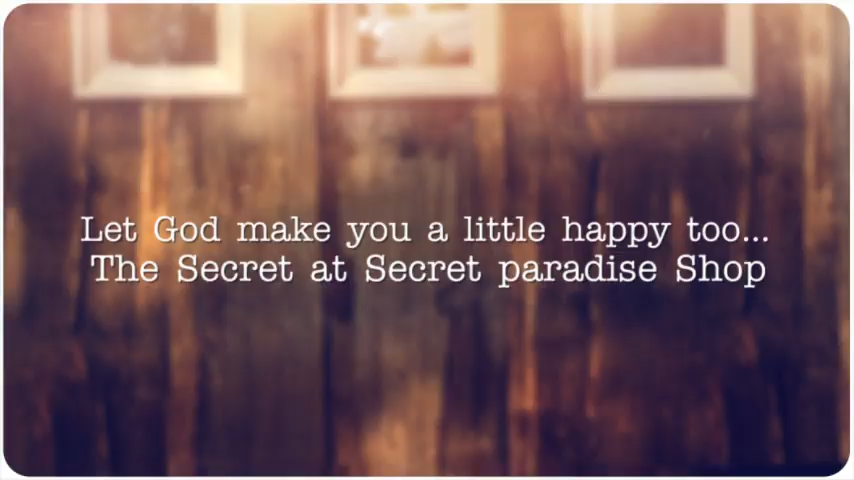 Let God make you a little happy too...
The Secret at Secret paradise Shop